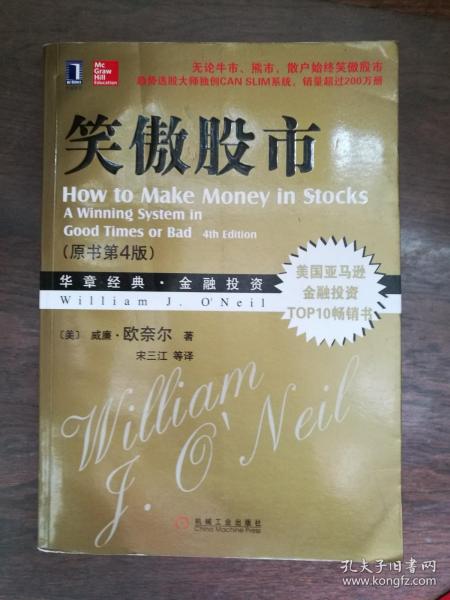 Mc
Graw
Hill
Education
无论牛市、熊市，散户始终笑傲股市
趋势选股大师独创CAN SLIM系统，销量超过200万册
笑傲股市
How to Make Money in Stocks
A Winning System in
Good Times or Bad 4th Edition
（原书第4版）
美国亚马逊
金融投资
TOP10畅销书
华章经典·金融投资
William J. O'Neil
〔美〕 威廉·欧奈尔 著
宋三江 等译
William
J. O'Neil
机械工业出版社
China Machine Press
孔夫子旧书网
www.kongfz.com